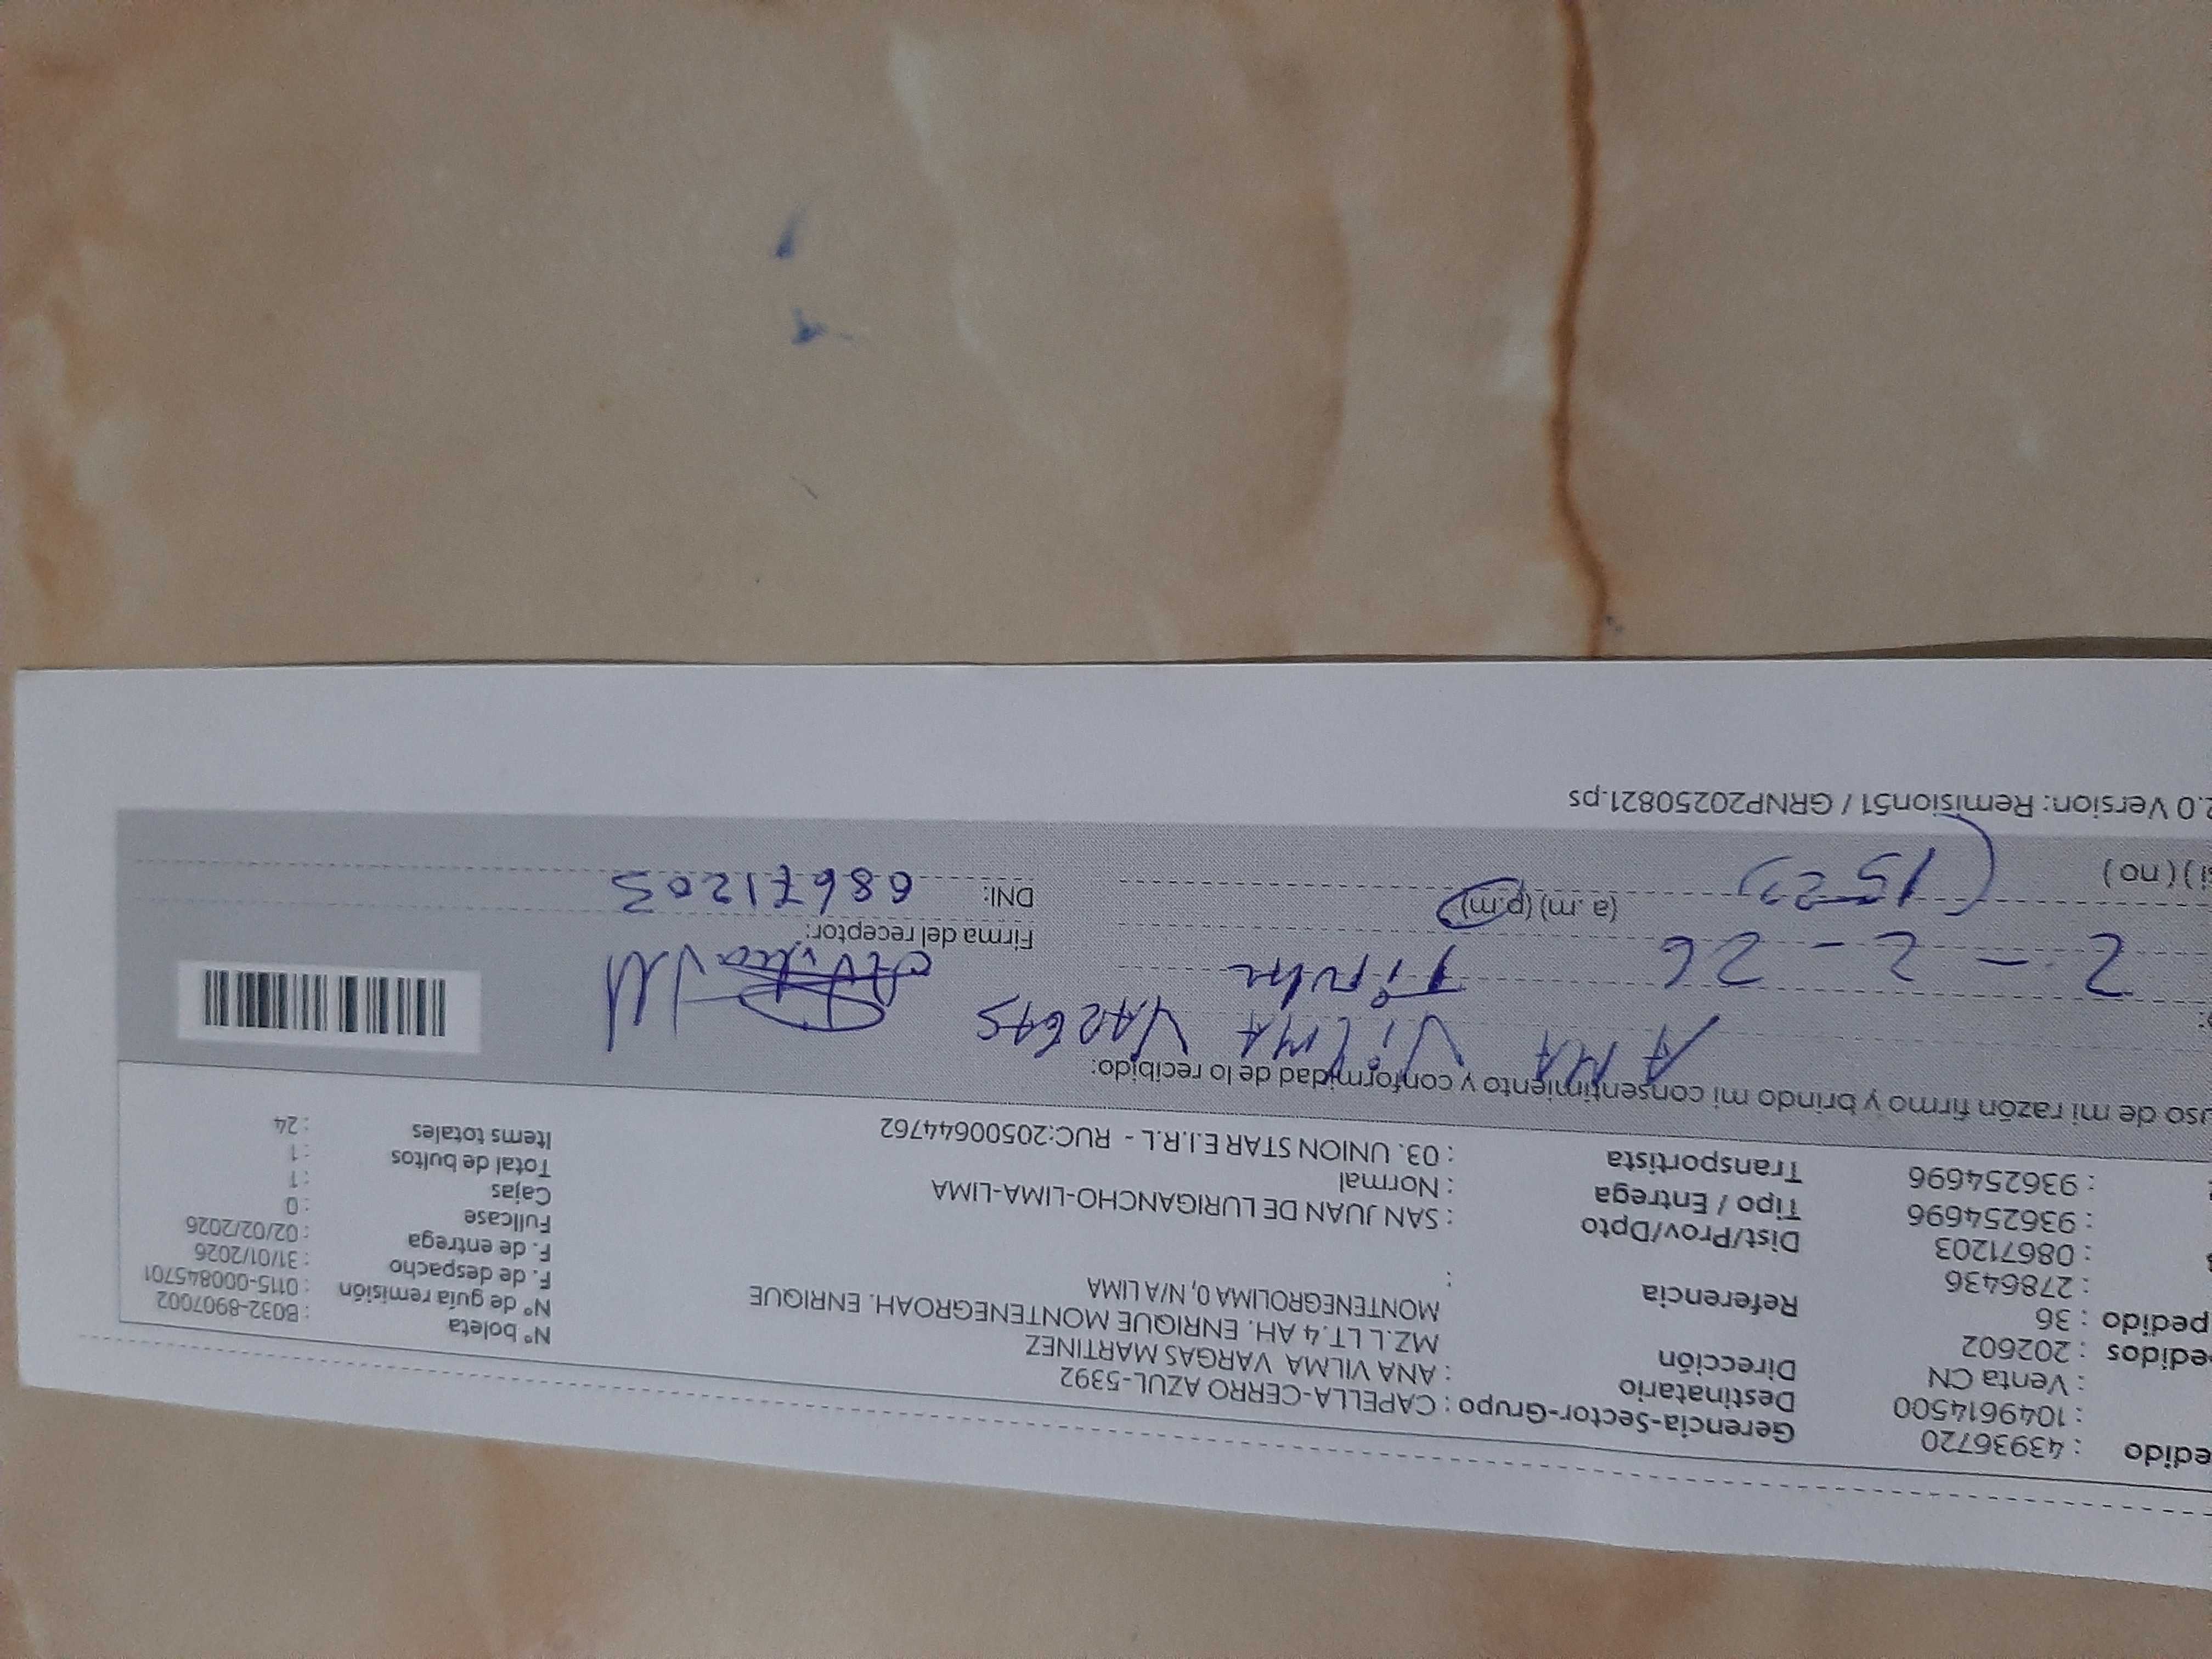 edido : 43936720 Gerencia-Sector-Grupo : CAPELLA-CERRO AZUL-5392 Nº boleta : B032-8907002
: 1049614500 Destinatario : ANA VILMA VARGAS MARTINEZ Nº de guía remisión : 0115-000845701
: Venta CN Dirección MZ.L LT.4 AH. ENRIQUE MONTENEGROAH. ENRIQUE F. de despacho : 31/01/2026
edidos : 202602 MONTENEGROLIMA 0, N/A LIMA F. de entrega : 02/02/2026
pedido : 36 Referencia : Fullcase : 0
: 2786436 Dist/Prov/Dpto : SAN JUAN DE LURIGANCHO-LIMA-LIMA Cajas : 1
: 08671203 Tipo / Entrega : Normal Total de bultos : 1
: 936254696 Transportista : 03. UNION STAR E.I.R.L - RUC:20500644762 Items totales : 24
: 936254696
uso de mi razón firmo y brindo mi consentimiento y conformidad de lo recibido:
ANA ViLMA VARGAS
2 - 2 - 26 Firma del receptor:
si ) ( no ) (15-23) (a .m) (p.m) DNI: 08671203
2.0 Version: Remision51 / GRNP20250821.ps